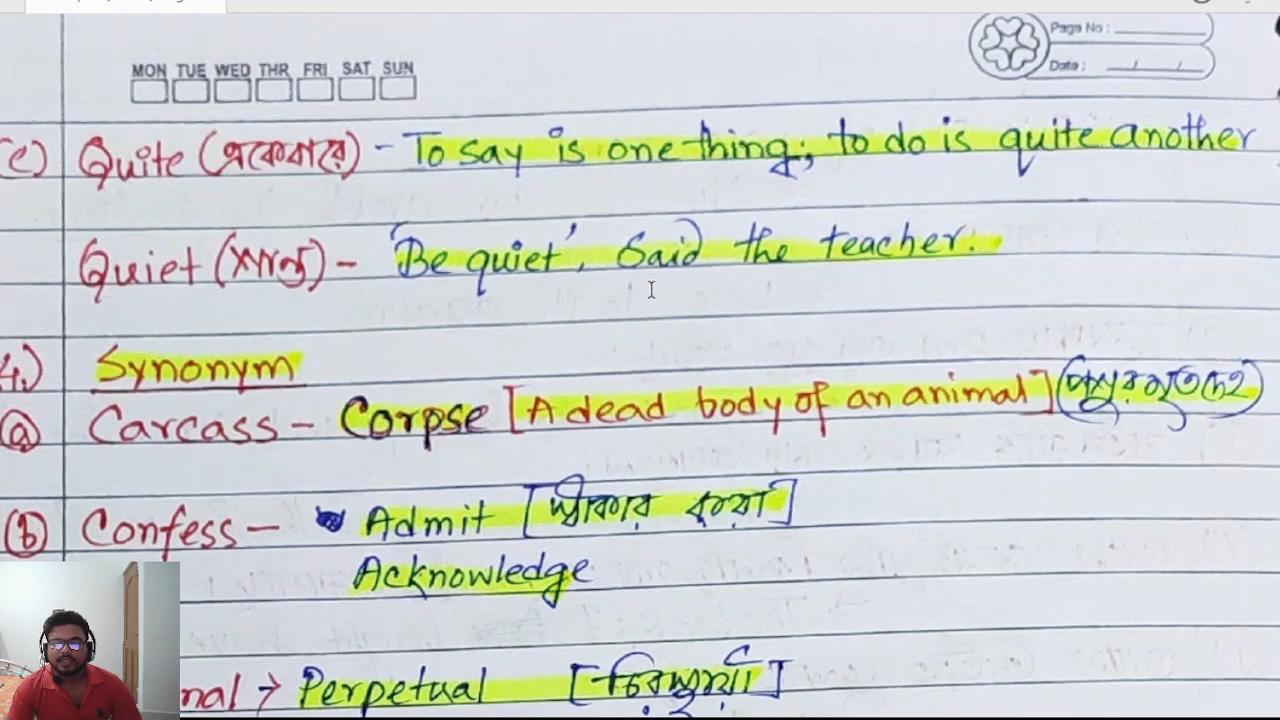 Page No :
MON TUE WED THR FRI SAT SUN
Date :
(c) Quite (একেবারে) - To say is one thing; to do is quite another
Quiet (শান্ত) - 'Be quiet', Said the teacher.
4.) Synonym
(a) Carcass - Corpse [A dead body of an animal] (পশুর মৃতদেহ)
(b) Confess - Admit [স্বীকার করা]
Acknowledge
nal → Perpetual [চিরস্থায়ী]